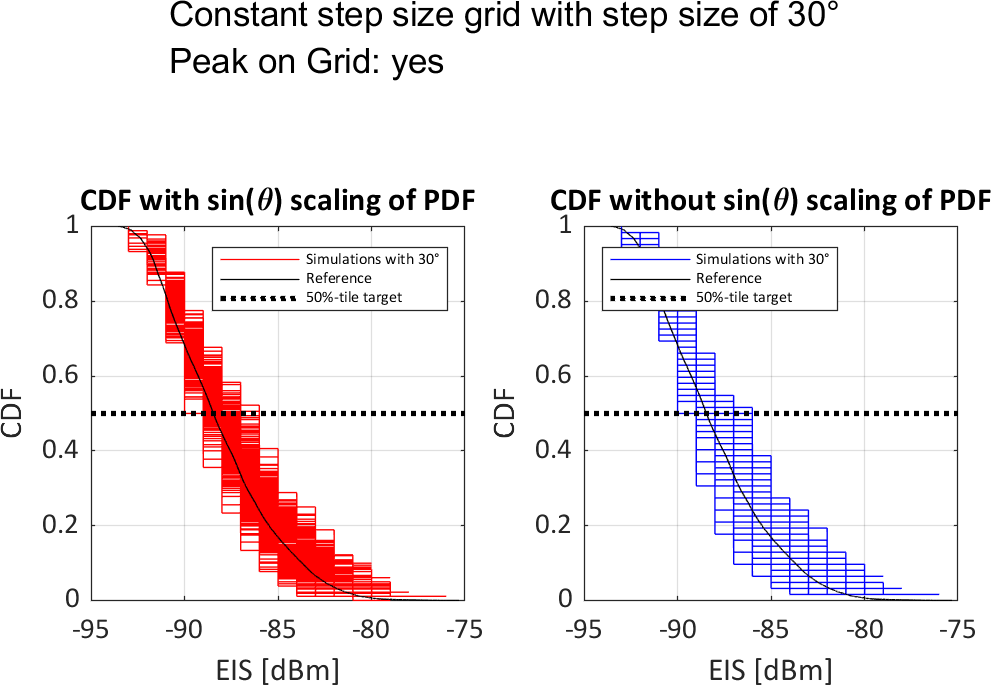 Constant step size grid with step size of 30°
Peak on Grid: yes
CDF with sin(θ) scaling of PDF
CDF
1
0.8
0.6
0.4
0.2
0
Simulations with 30°
Reference
50%-tile target
-95
-90
-85
-80
-75
EIS [dBm]
CDF without sin(θ) scaling of PDF
CDF
1
0.8
0.6
0.4
0.2
0
Simulations with 30°
Reference
50%-tile target
-95
-90
-85
-80
-75
EIS [dBm]